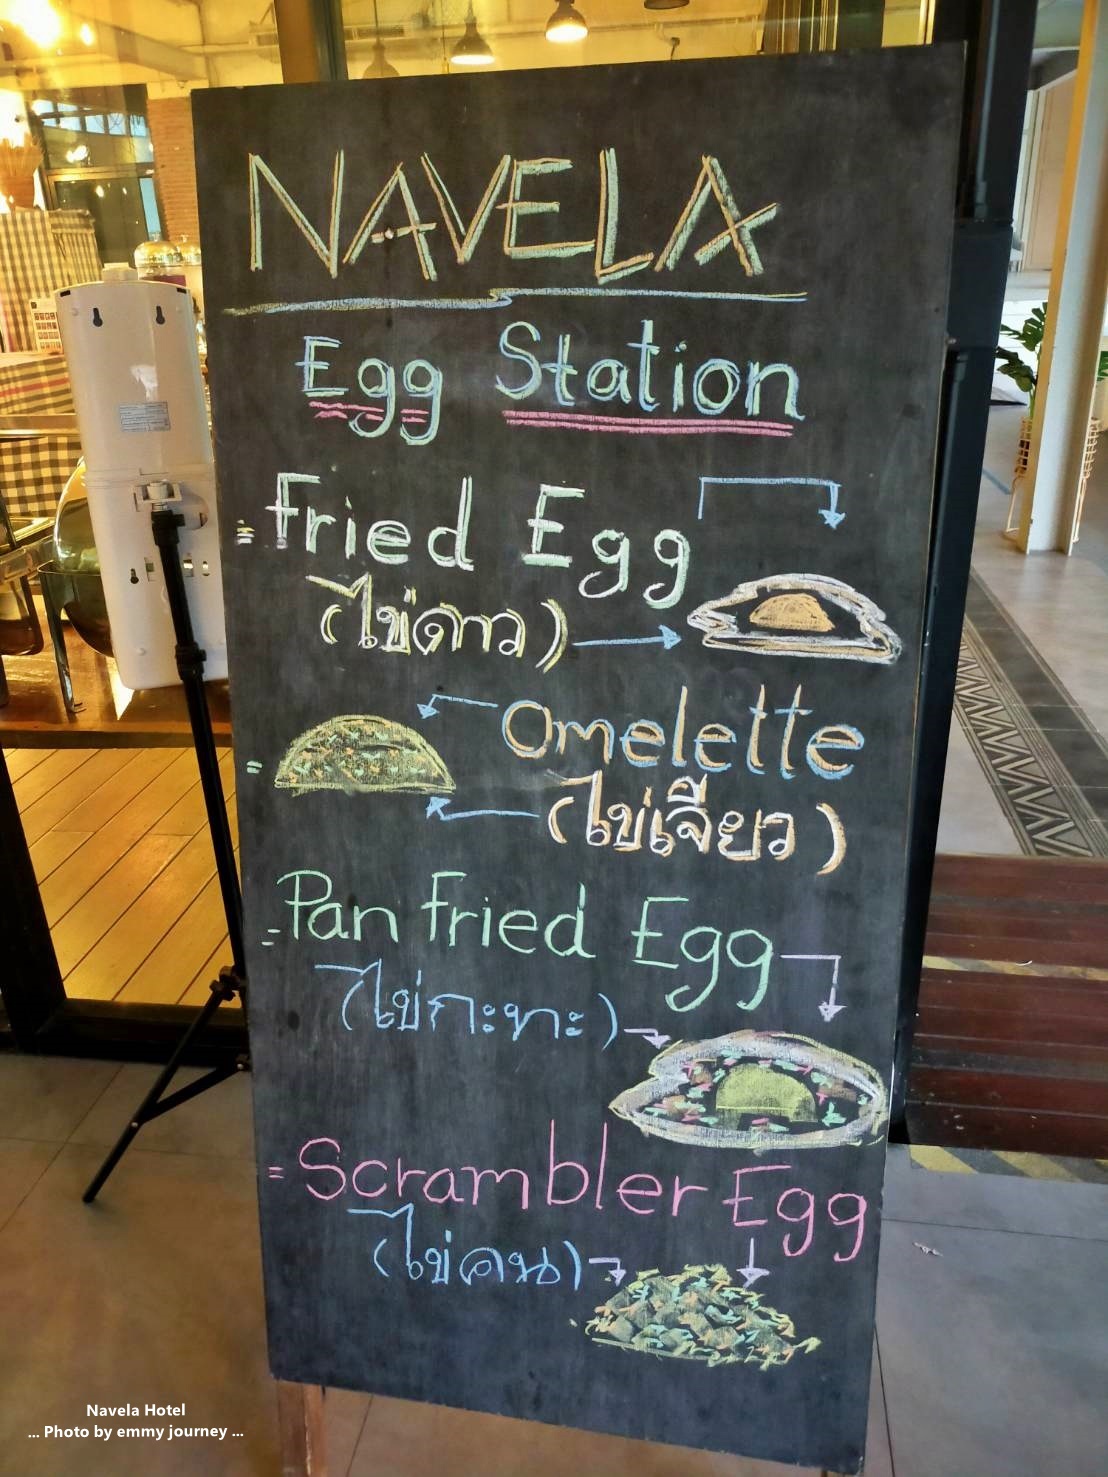 NAVELA
Egg Station
= Fried Egg
(ไข่ดาว)
Omelette
=
(ไข่เจียว)
= Pan fried Egg
(ไข่กะทะ)
= Scrambler Egg
(ไข่คน)
Navela Hotel
... Photo by emmy journey ...